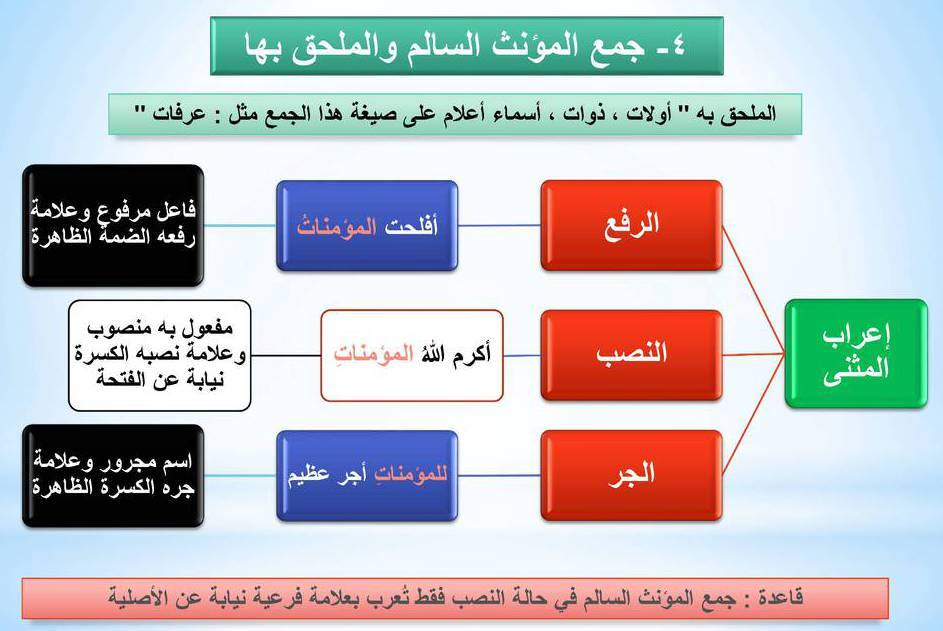 ٤- جمع المؤنث السالم والملحق بها
الملحق به " أولات ، ذوات ، أسماء أعلام على صيغة هذا الجمع مثل : عرفات "
إعراب
المثنى
الرفع
أفلحت المؤمناتُ
فاعل مرفوع وعلامة
رفعه الضمة الظاهرة
النصب
أكرم اللهُ المؤمناتِ
مفعول به منصوب
وعلامة نصبه الكسرة
نيابة عن الفتحة
الجر
للمؤمناتِ أجر عظيم
اسم مجرور وعلامة
جره الكسرة الظاهرة
قاعدة : جمع المؤنث السالم في حالة النصب فقط تُعرب بعلامة فرعية نيابة عن الأصلية